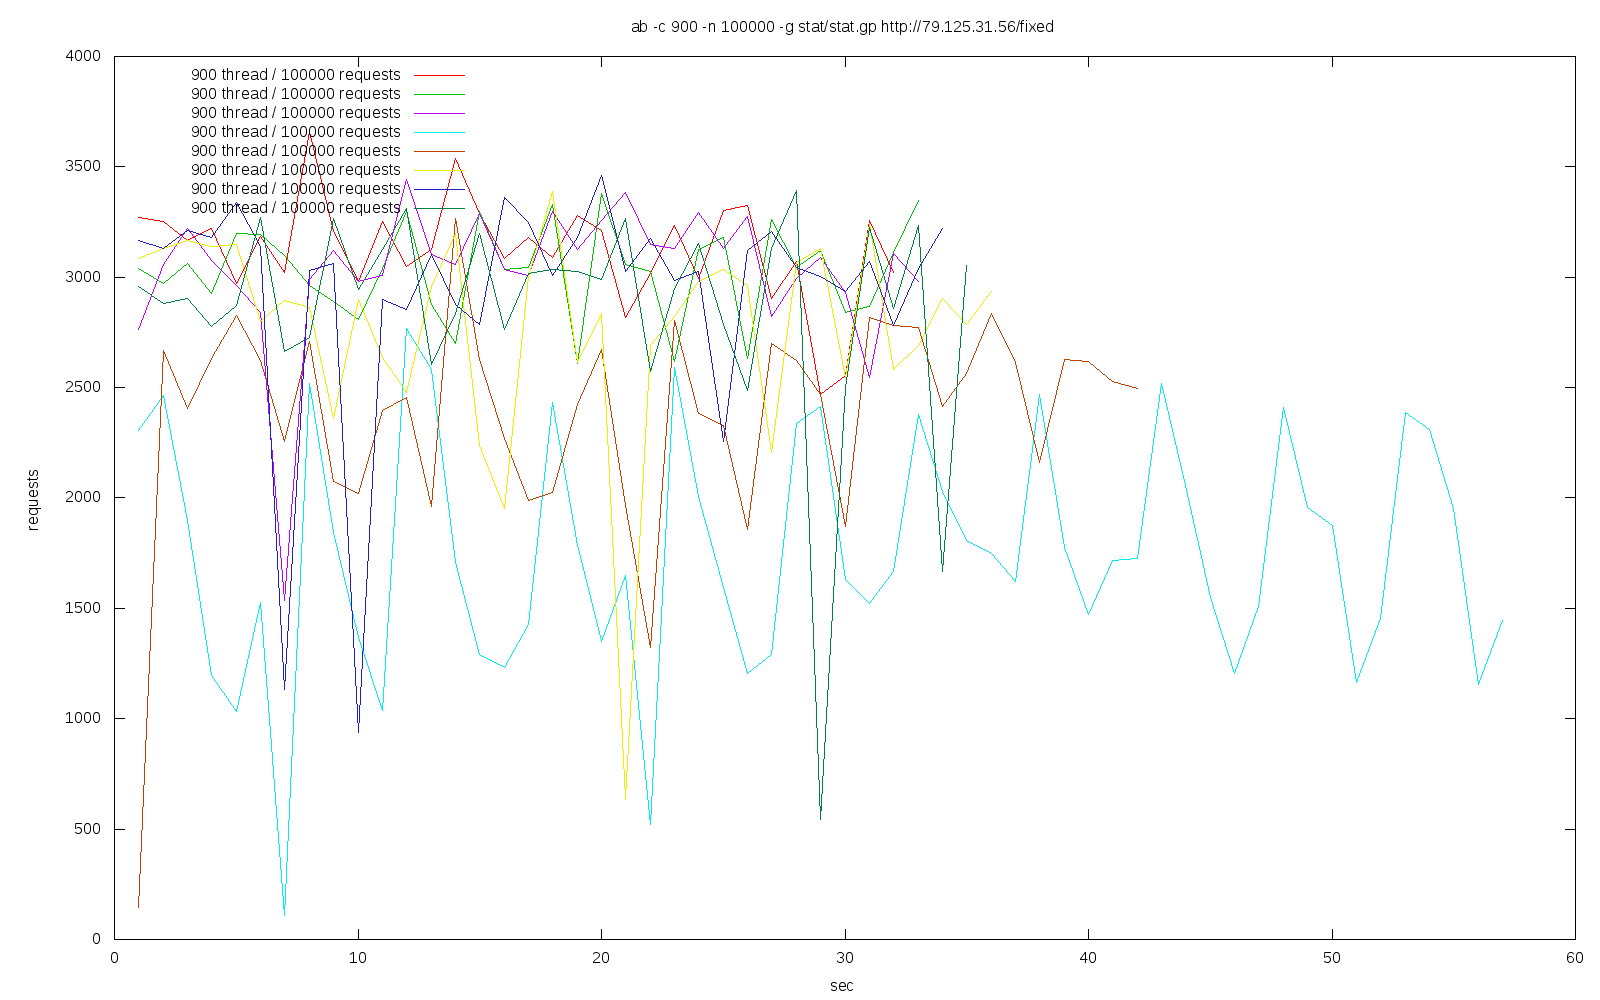 ab -c 900 -n 100000 -g stat/stat.gp http://79.125.31.56/fixed
4000
3500
3000
2500
2000
1500
1000
500
0
requests
900 thread / 100000 requests
900 thread / 100000 requests
900 thread / 100000 requests
900 thread / 100000 requests
900 thread / 100000 requests
900 thread / 100000 requests
900 thread / 100000 requests
900 thread / 100000 requests
0 10 20 30 40 50 60
sec